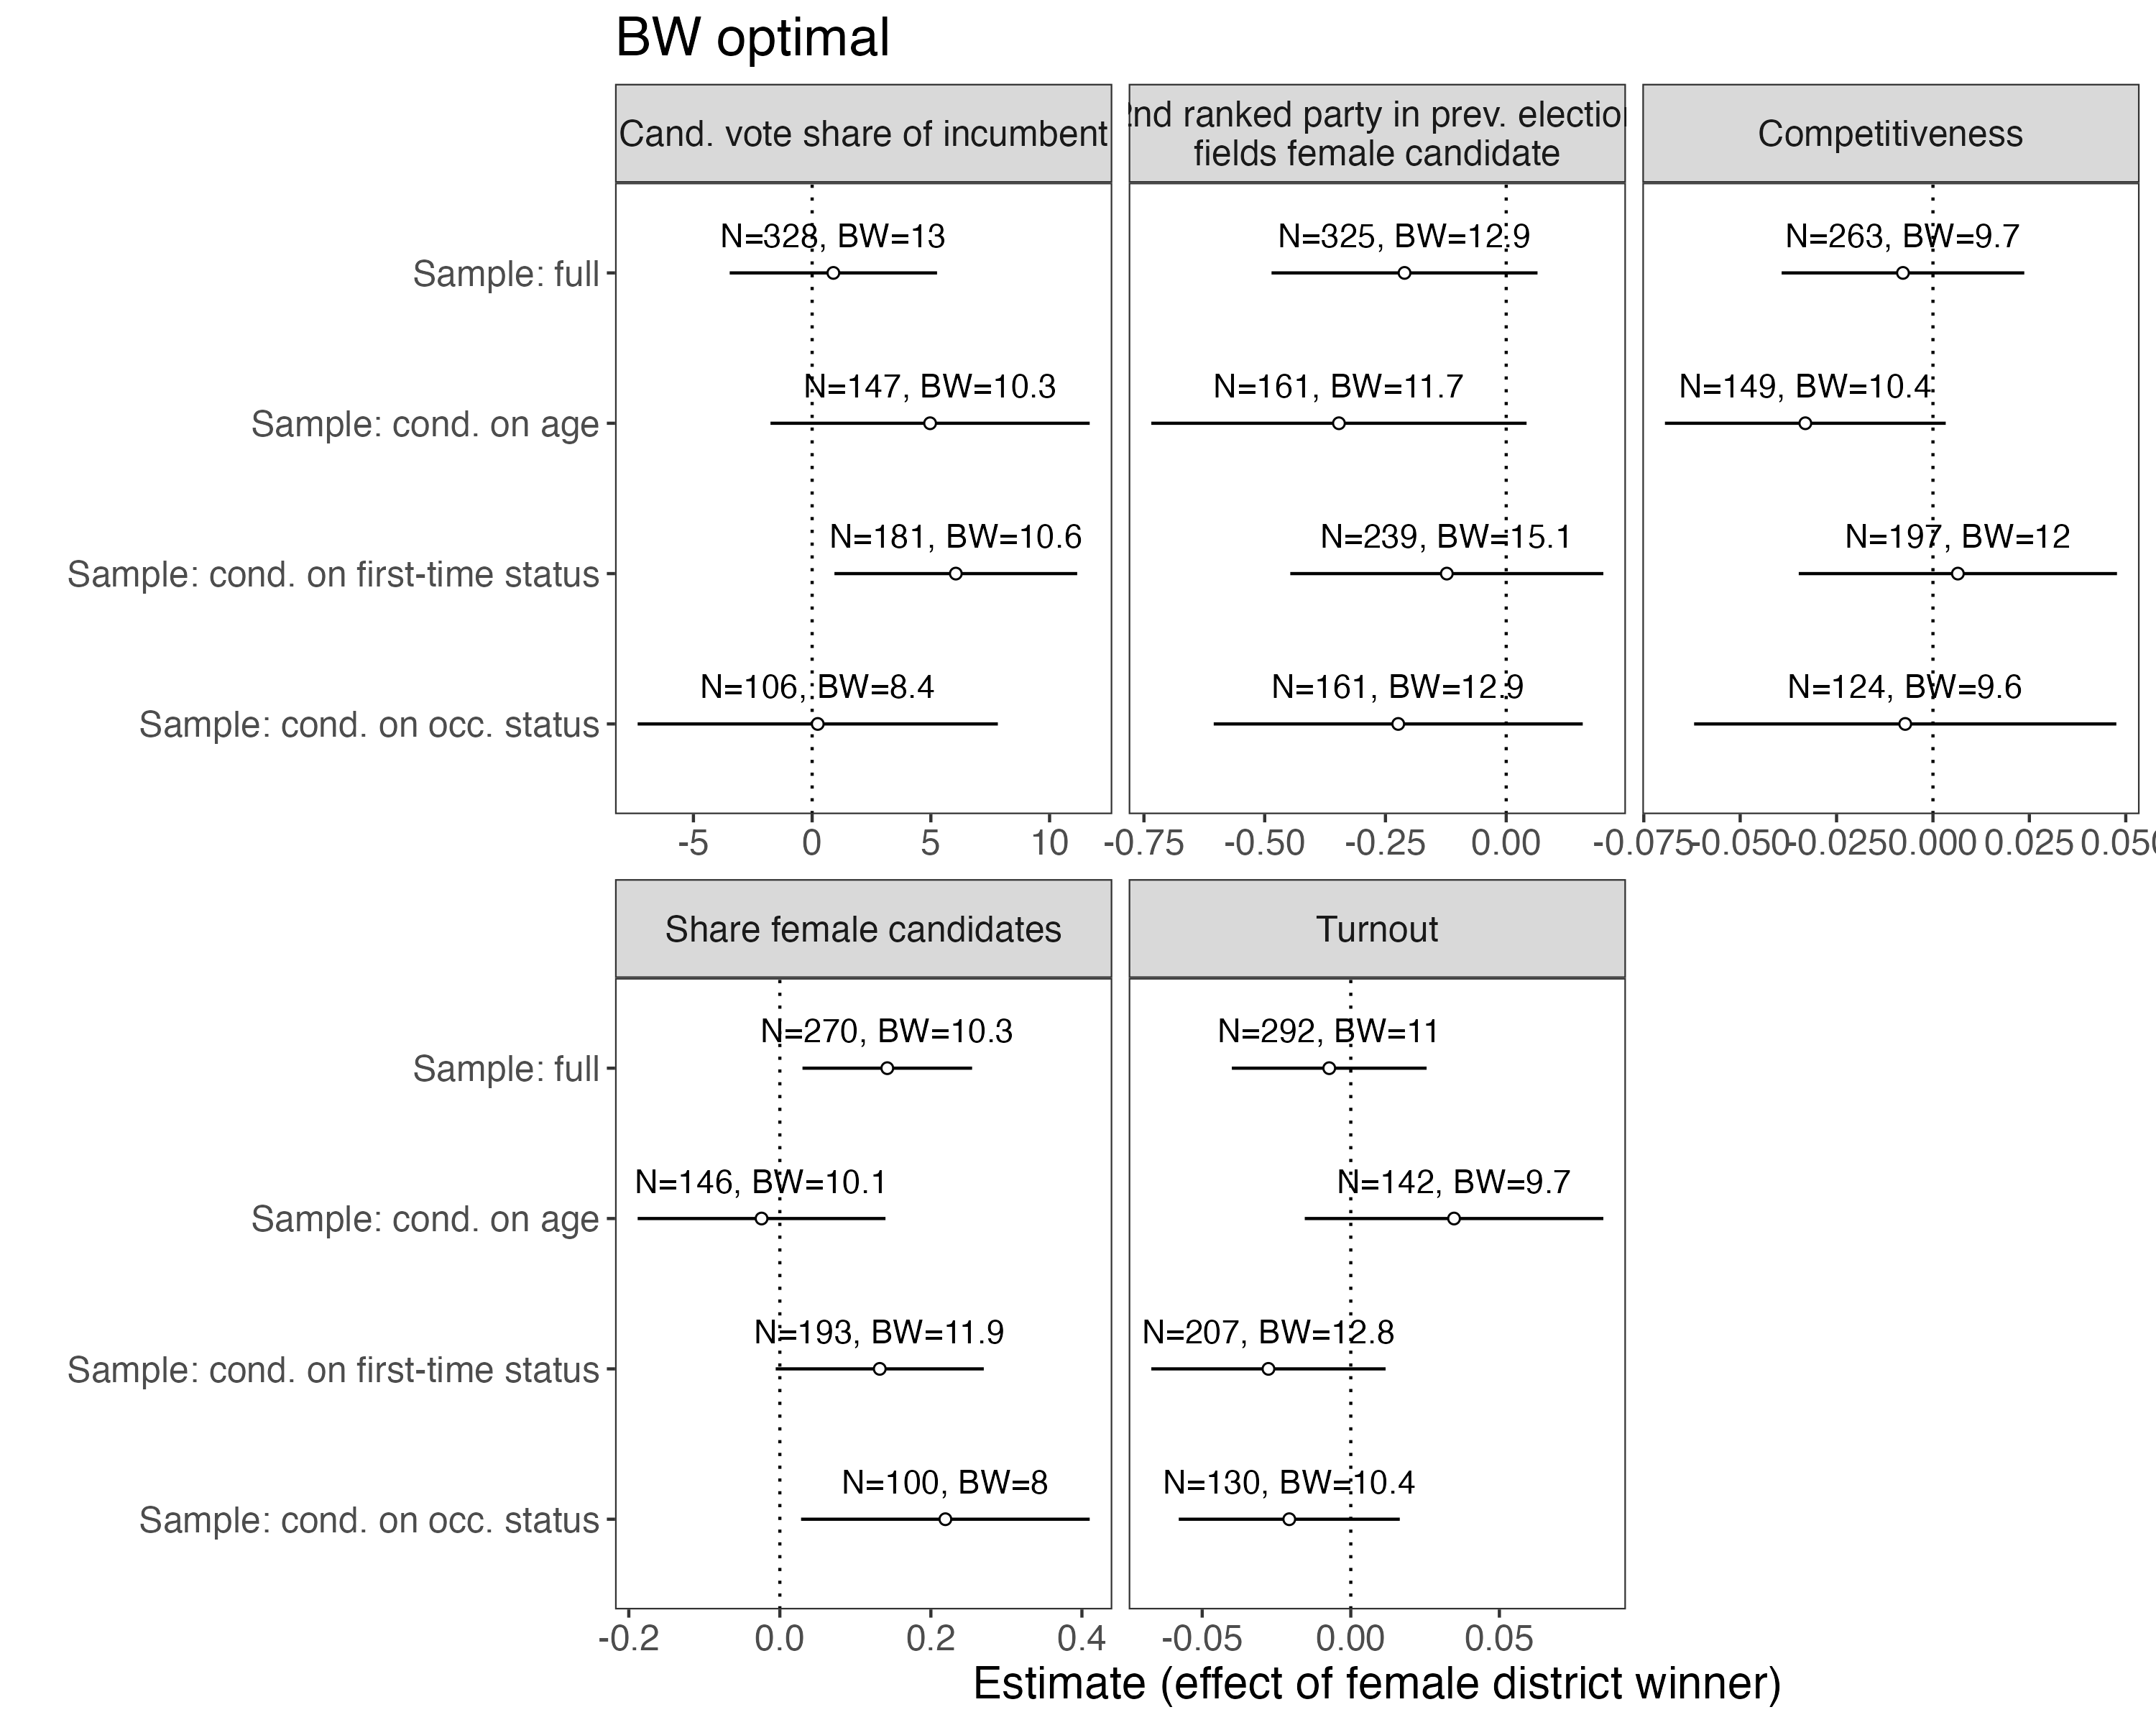 BW optimal
Cand. vote share of incumbent
2nd ranked party in prev. election
fields female candidate
Competitiveness
Sample: full
N=328, BW=13
N=325, BW=12.9
N=263, BW=9.7
Sample: cond. on age
N=147, BW=10.3
N=161, BW=11.7
N=149, BW=10.4
Sample: cond. on first-time status
N=181, BW=10.6
N=239, BW=15.1
N=197, BW=12
Sample: cond. on occ. status
N=106, BW=8.4
N=161, BW=12.9
N=124, BW=9.6
-5 0 5 10
-0.75 -0.50 -0.25 0.00
-0.075 -0.050 -0.025 0.000 0.025 0.050
Share female candidates
Turnout
Sample: full
N=270, BW=10.3
N=292, BW=11
Sample: cond. on age
N=146, BW=10.1
N=142, BW=9.7
Sample: cond. on first-time status
N=193, BW=11.9
N=207, BW=12.8
Sample: cond. on occ. status
N=100, BW=8
N=130, BW=10.4
-0.2 0.0 0.2 0.4
-0.05 0.00 0.05
Estimate (effect of female district winner)